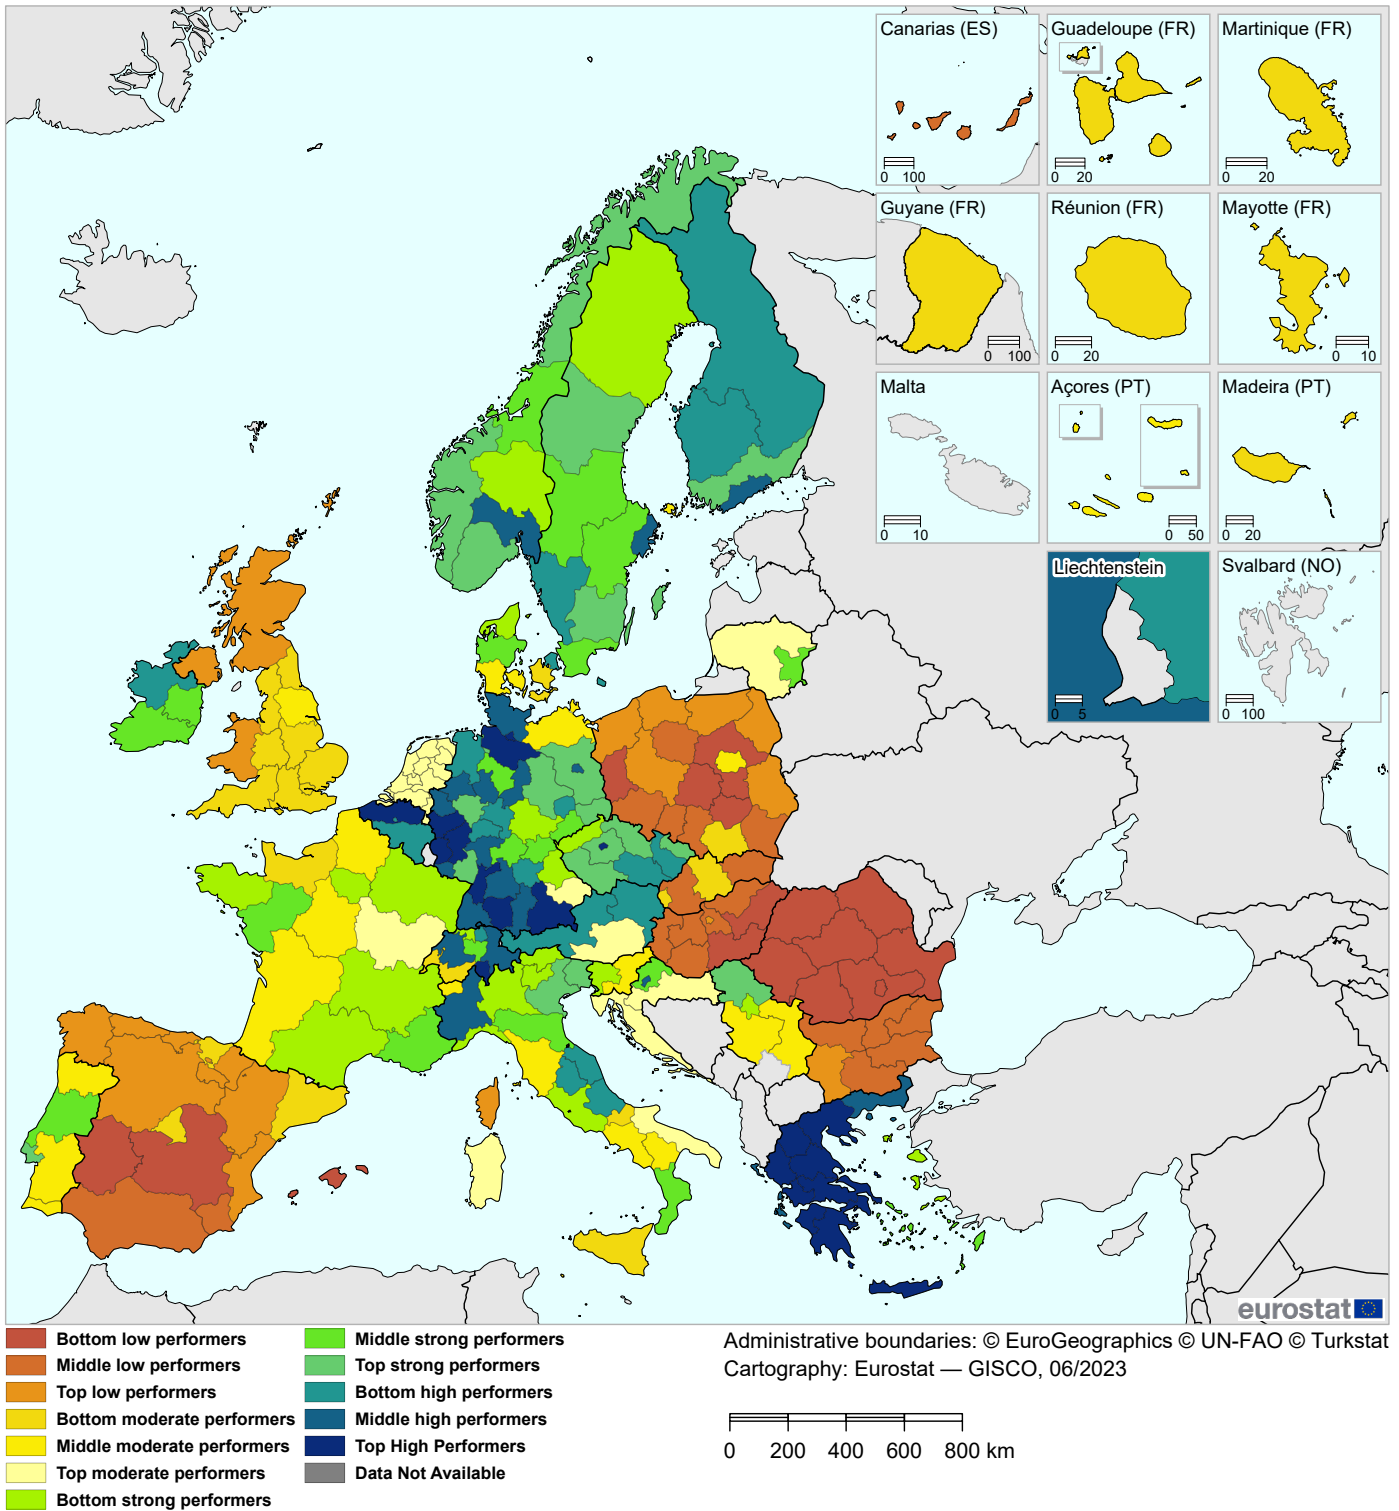 Canarias (ES)
0 100
Guadeloupe (FR)
0 20
Martinique (FR)
0 20
Guyane (FR)
0 100
Réunion (FR)
0 20
Mayotte (FR)
0 10
Malta
0 10
Açores (PT)
0 50
Madeira (PT)
0 20
Liechtenstein
0 5
Svalbard (NO)
0 100
eurostat
Bottom low performers
Middle low performers
Top low performers
Bottom moderate performers
Middle moderate performers
Top moderate performers
Bottom strong performers
Middle strong performers
Top strong performers
Bottom high performers
Middle high performers
Top High Performers
Data Not Available
Administrative boundaries: © EuroGeographics © UN-FAO © Turkstat
Cartography: Eurostat — GISCO, 06/2023
0 200 400 600 800 km